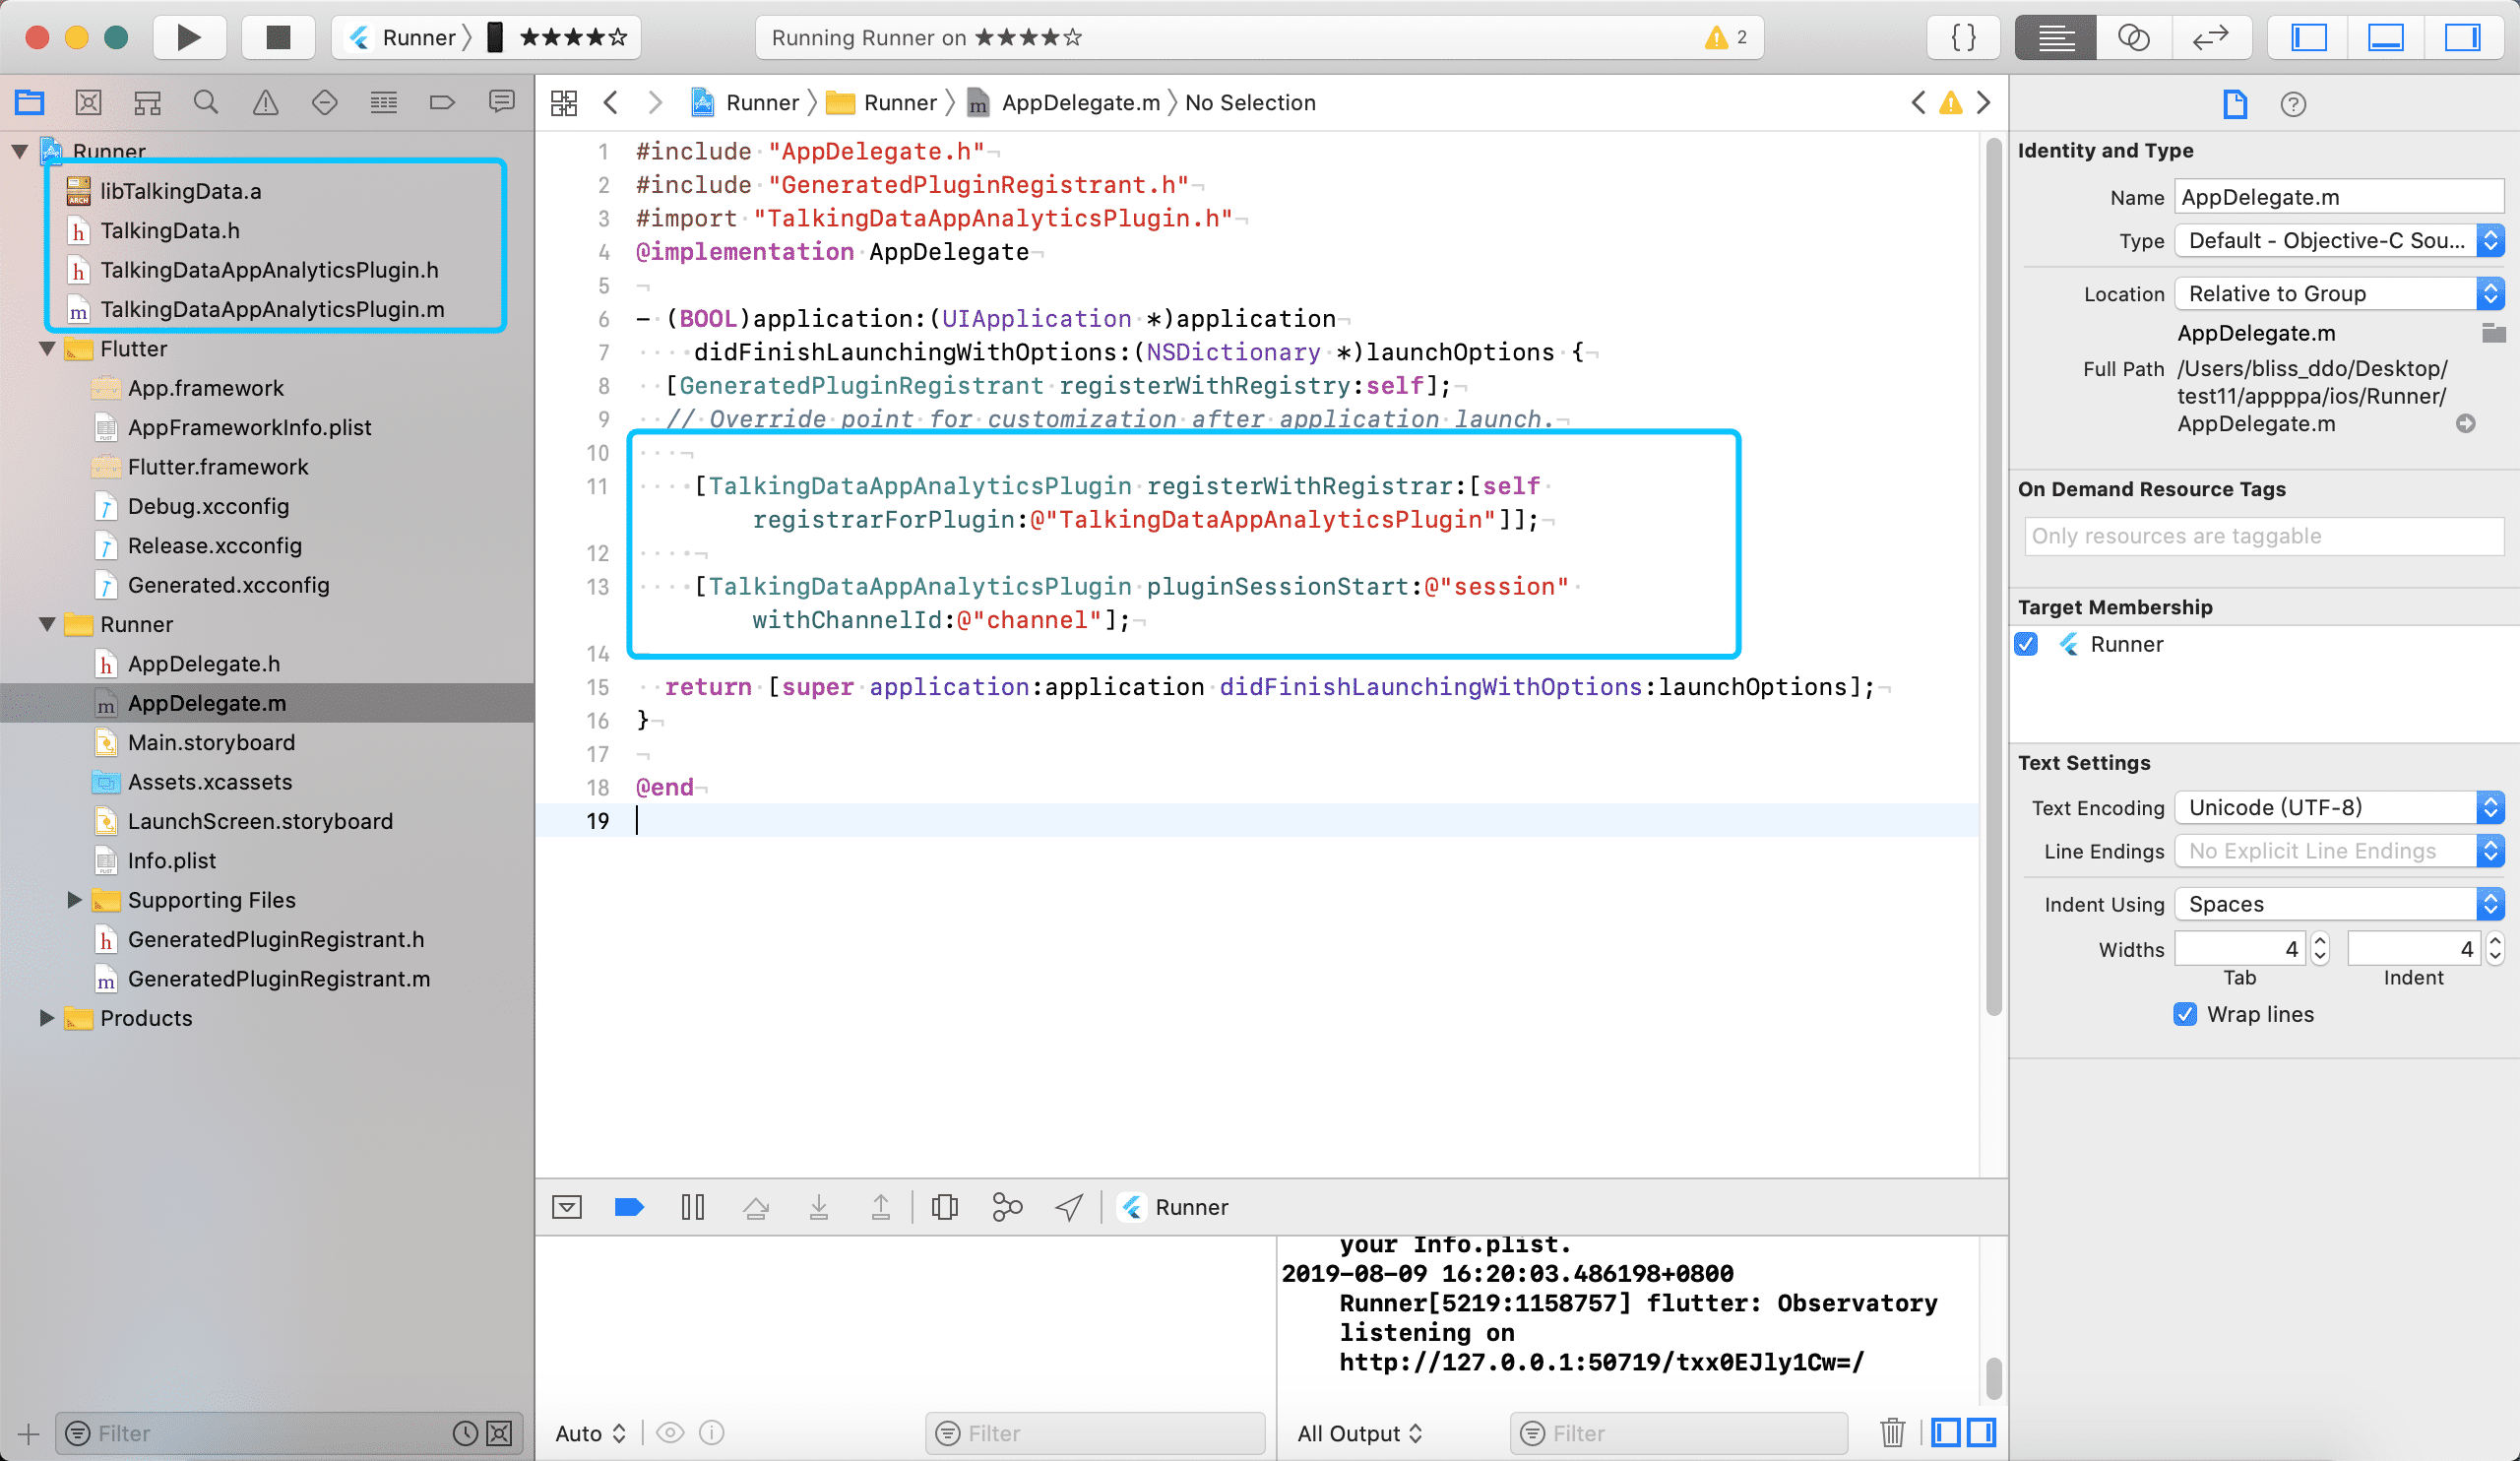 Runner 〉 ★★★★☆
Running Runner on ★★★★☆
2
{}
Runner
libTalkingData.a
TalkingData.h
TalkingDataAppAnalyticsPlugin.h
TalkingDataAppAnalyticsPlugin.m
Flutter
App.framework
AppFrameworkInfo.plist
Flutter.framework
Debug.xcconfig
Release.xcconfig
Generated.xcconfig
Runner
AppDelegate.h
AppDelegate.m
Main.storyboard
Assets.xcassets
LaunchScreen.storyboard
Info.plist
Supporting Files
GeneratedPluginRegistrant.h
GeneratedPluginRegistrant.m
Products
Filter
Runner 〉 Runner 〉 AppDelegate.m 〉 No Selection
1 #include "AppDelegate.h"
2 #include "GeneratedPluginRegistrant.h"
3 #import "TalkingDataAppAnalyticsPlugin.h"
4 @implementation AppDelegate
5
6 - (BOOL)application:(UIApplication *)application
7 didFinishLaunchingWithOptions:(NSDictionary *)launchOptions {
8 [GeneratedPluginRegistrant registerWithRegistry:self];
9 // Override point for customization after application launch.
10
11 [TalkingDataAppAnalyticsPlugin registerWithRegistrar:[self
registrarForPlugin:@"TalkingDataAppAnalyticsPlugin"]];
12
13 [TalkingDataAppAnalyticsPlugin pluginSessionStart:@"session"
withChannelId:@"channel"];
14
15 return [super application:application didFinishLaunchingWithOptions:launchOptions];
16 }
17
18 @end
19
Runner
your Info.plist.
2019-08-09 16:20:03.486198+0800
Runner[5219:1158757] flutter: Observatory
listening on
http://127.0.0.1:50719/txx0EJly1Cw=/
Auto
Filter
All Output
Filter
Identity and Type
Name AppDelegate.m
Type Default - Objective-C Sou...
Location Relative to Group
AppDelegate.m
Full Path /Users/bliss_ddo/Desktop/
test11/appppa/ios/Runner/
AppDelegate.m
On Demand Resource Tags
Only resources are taggable
Target Membership
Runner
Text Settings
Text Encoding Unicode (UTF-8)
Line Endings No Explicit Line Endings
Indent Using Spaces
Widths 4 4
Tab Indent
Wrap lines